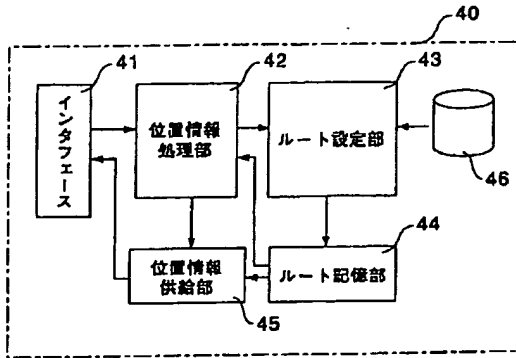 40
41
42
43
インタフェース
位置情報
処理部
ルート設定部
46
44
位置情報
供給部
ルート記憶部
45